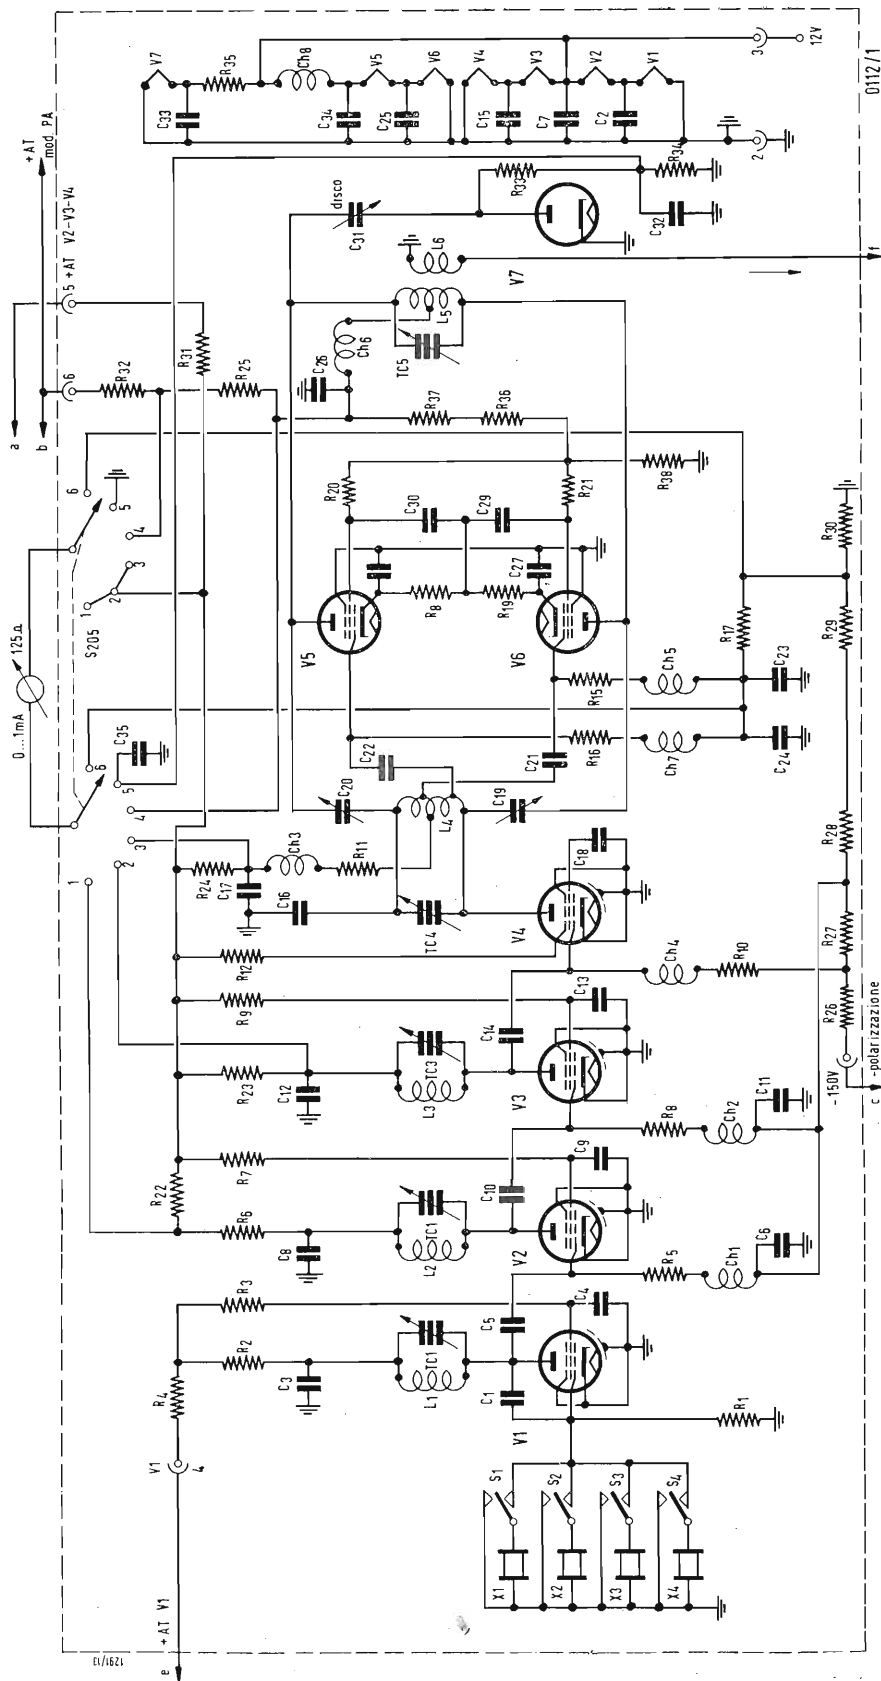 e
+AT V1
1291/13
V1
4
R4
R2
R3
C3
L1
TC1
C1
C5
V1
C4
R1
X1
S1
X2
S2
X3
S3
X4
S4
R22
R6
R7
C8
L2
TC1
C10
V2
C9
R5
Ch1
C6
R23
R9
C12
L3
TC3
C14
V3
C13
R8
Ch2
C11
R12
R24
C17
C16
Ch3
R11
TC4
L4
V4
C18
Ch4
R10
c
-polarizzazione
-150V
R26
R27
R28
R29
R30
0...1mA
125Ω
S205
1
2
3
4
5
6
C35
1
2
3
4
5
6
C20
C19
C22
C21
V5
V6
R8
R19
C27
C30
C29
R20
R21
R16
R15
Ch7
Ch5
C24
C23
R17
R38
R37
R36
C26
Ch6
TC5
L5
L6
V7
f
a
b
6
5
+AT V2-V3-V4
+AT
mod. PA
R32
R25
R31
C31
disco
R33
R34
C32
V7
C33
R35
Ch8
C34
V5
C25
V6
C15
V4
C7
V3
C2
V2
V1
2
3
12V
0112/1